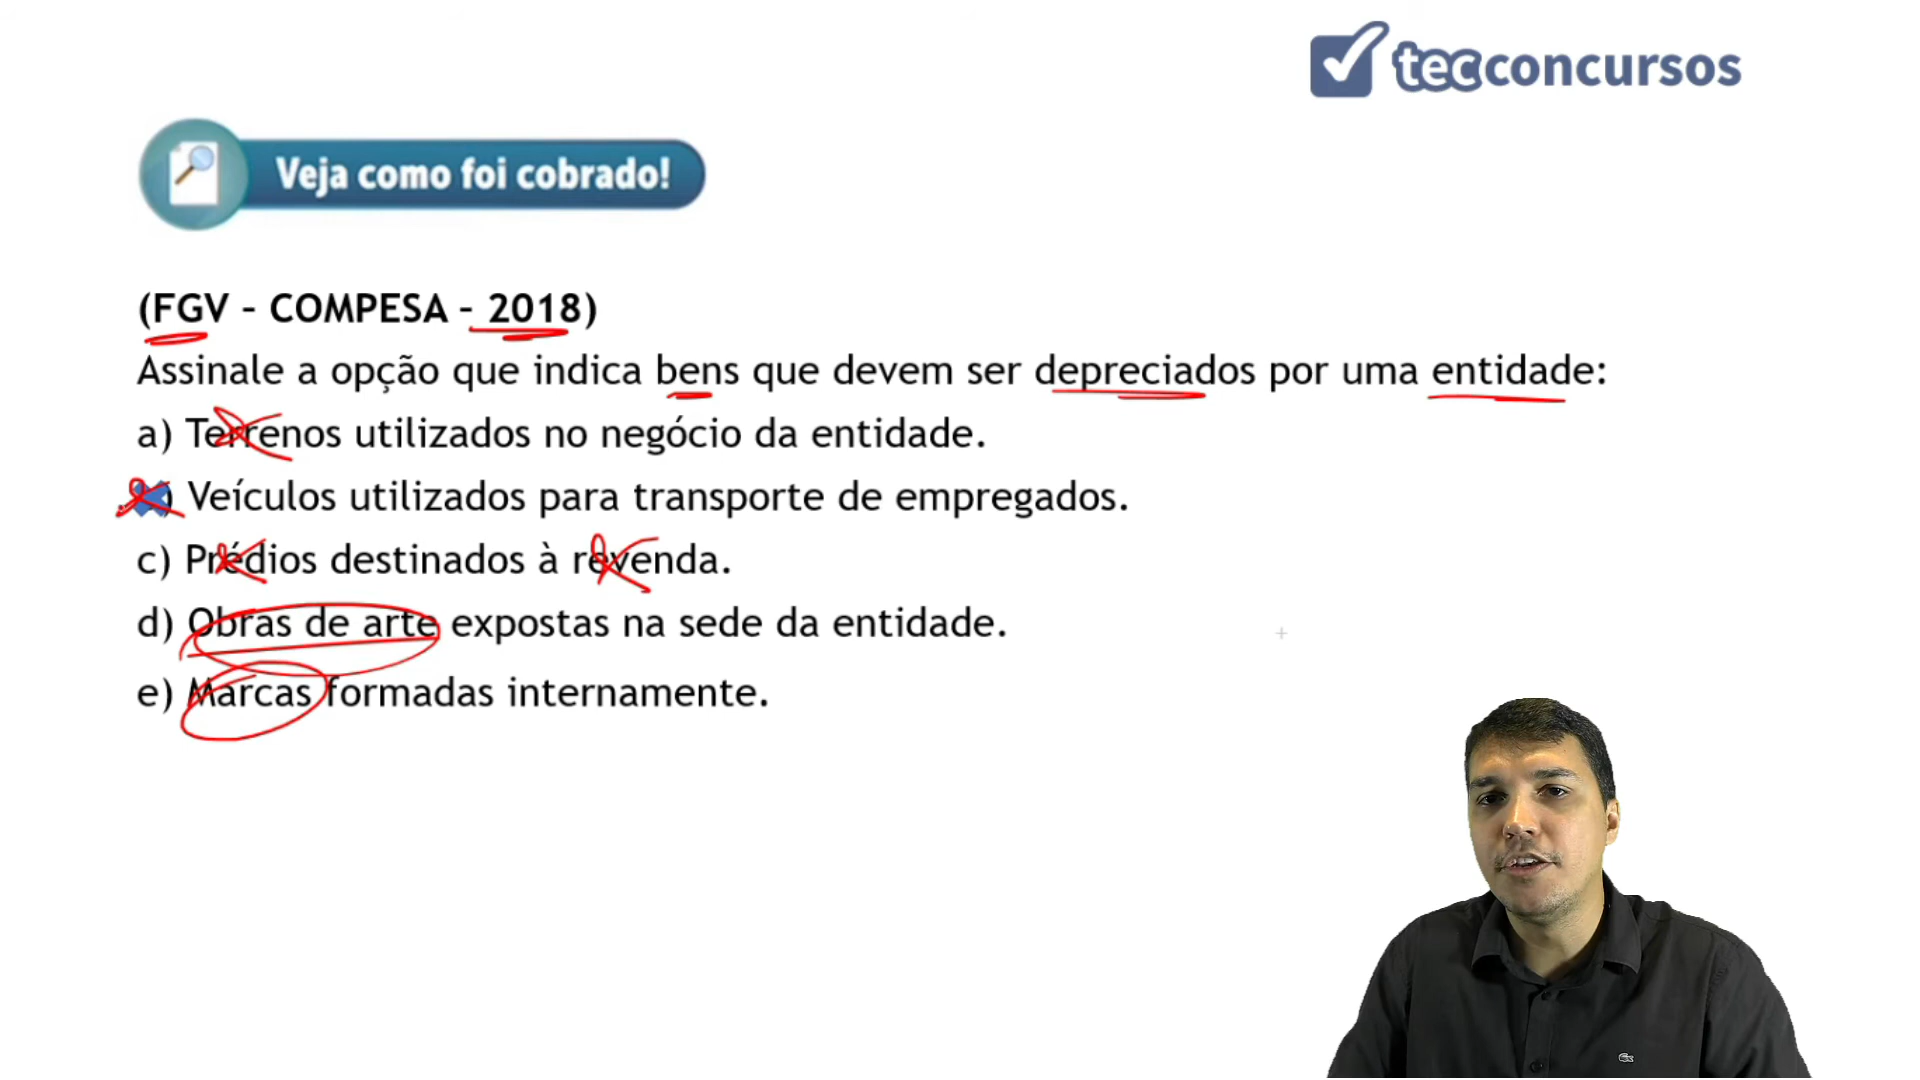 tecconcursos
Veja como foi cobrado!
(FGV – COMPESA – 2018)
Assinale a opção que indica bens que devem ser depreciados por uma entidade:
a) Terrenos utilizados no negócio da entidade.
Veículos utilizados para transporte de empregados.
c) Prédios destinados à revenda.
d) Obras de arte expostas na sede da entidade.
e) Marcas formadas internamente.